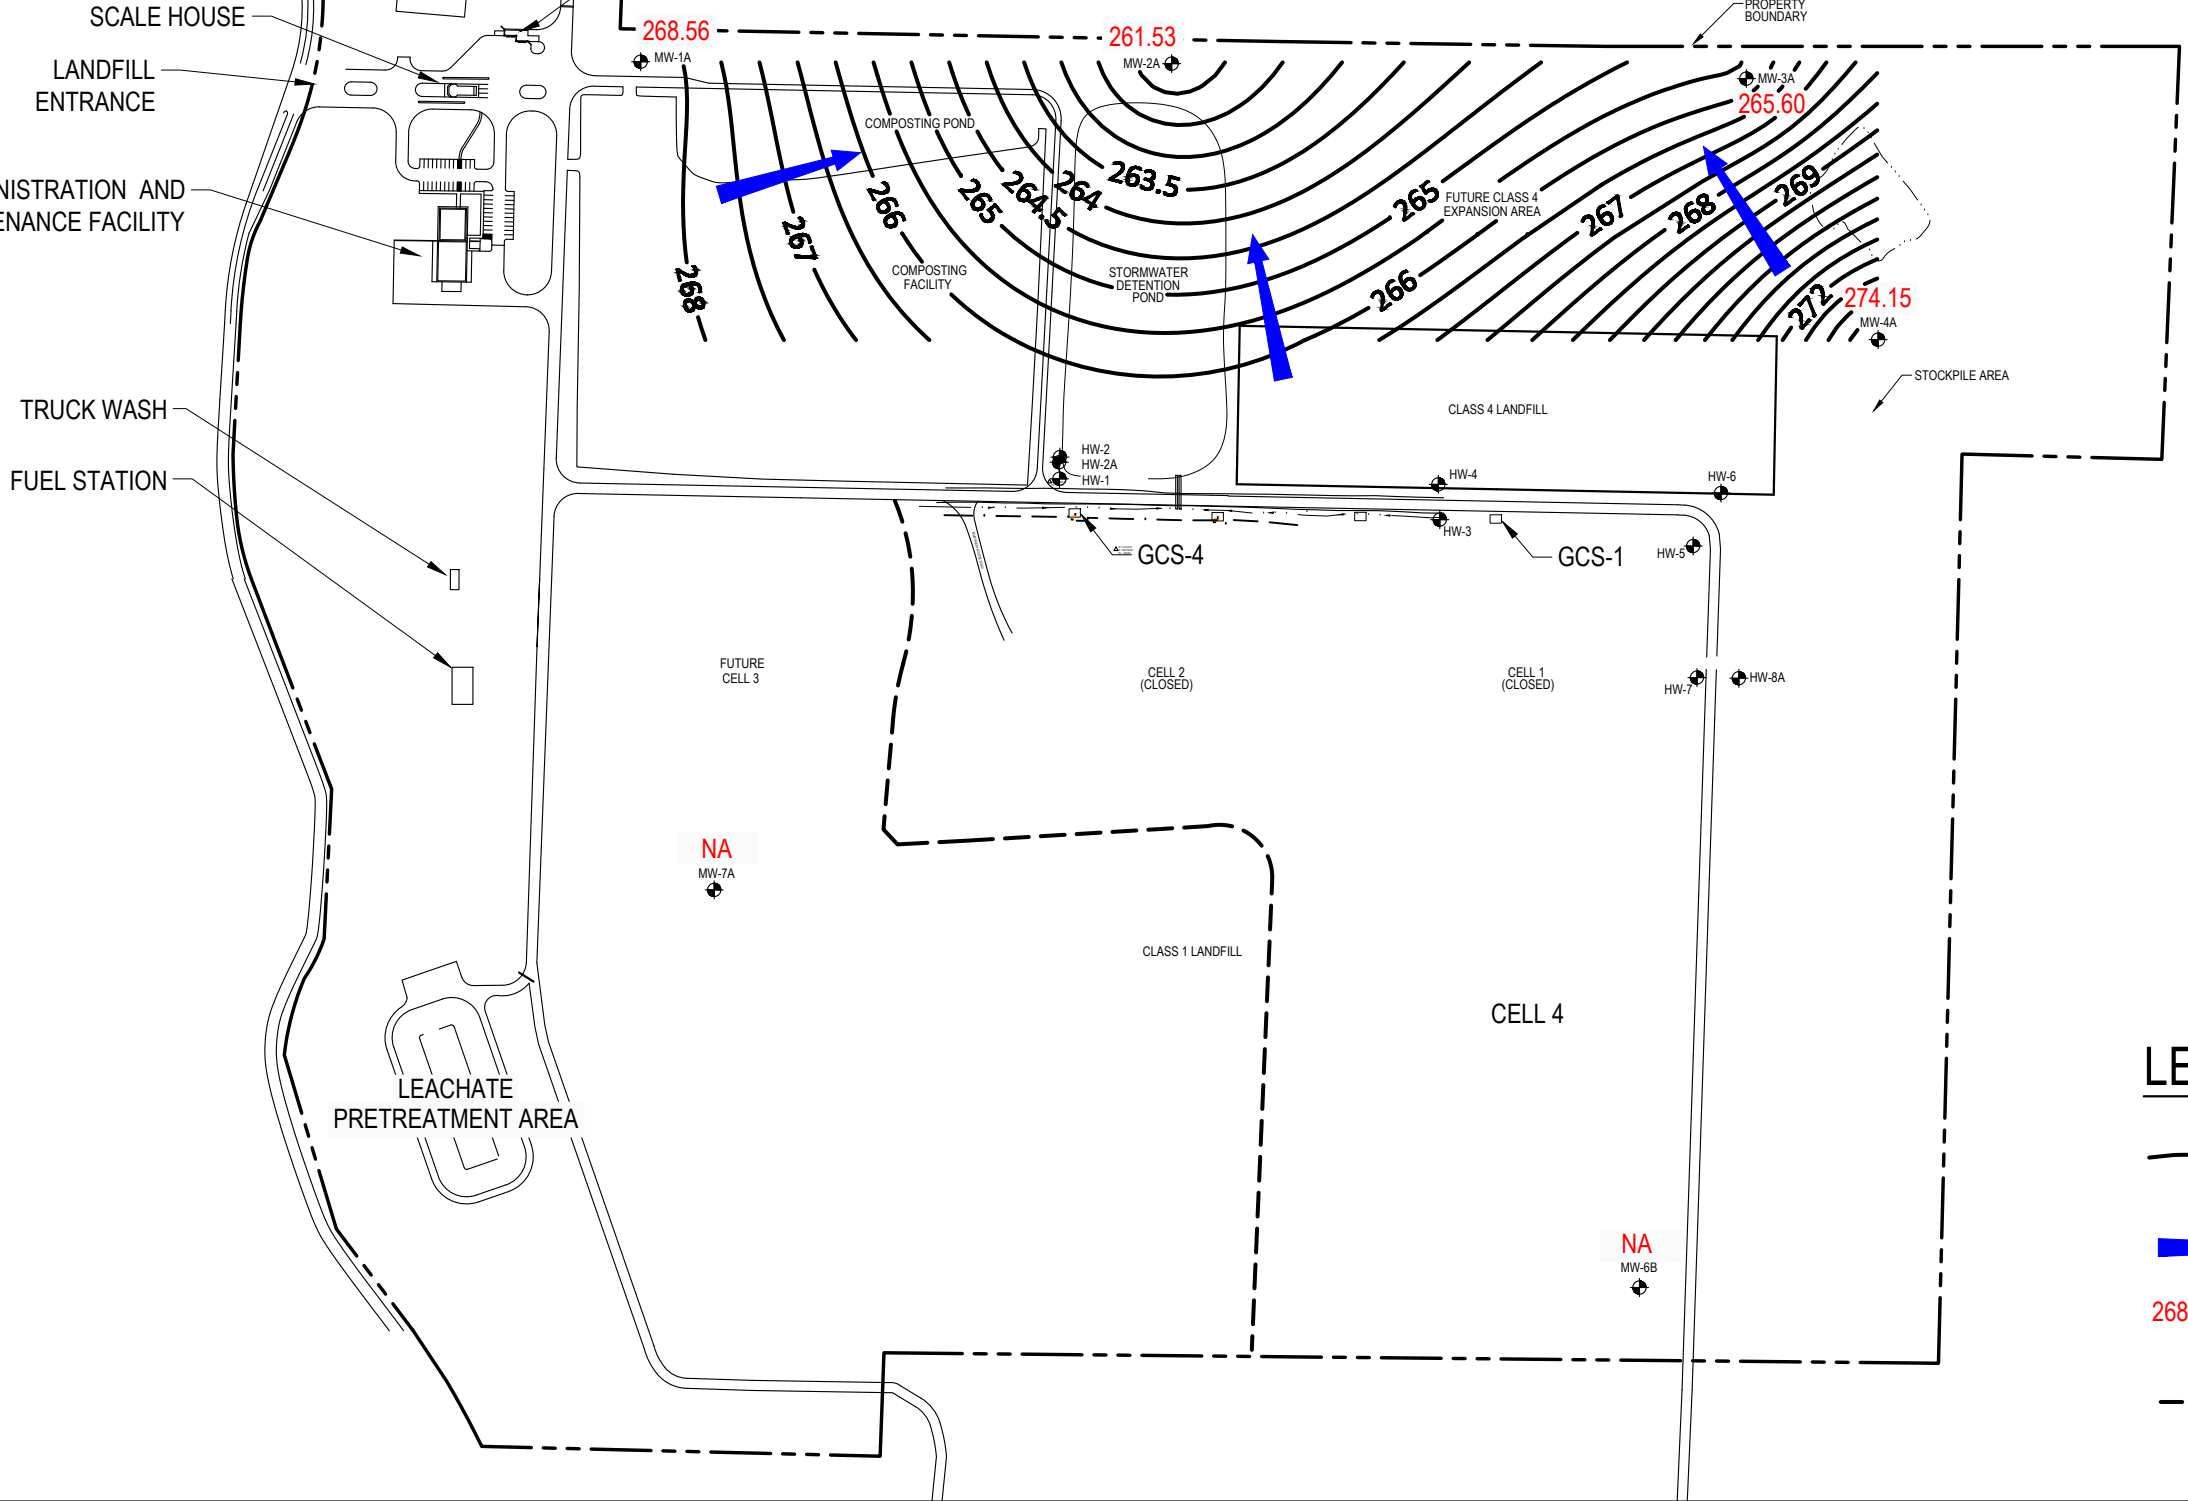 SCALE HOUSE
LANDFILL
ENTRANCE
NISTRATION AND
ENANCE FACILITY
TRUCK WASH
FUEL STATION
268.56
MW-1A
261.53
MW-2A
PROPERTY
BOUNDARY
MW-3A
265.60
COMPOSTING POND
263.5
264
264.5
265
266
267
268
COMPOSTING
FACILITY
STORMWATER
DETENTION
POND
265
FUTURE CLASS 4
EXPANSION AREA
266
267
268
269
272
274.15
MW-4A
STOCKPILE AREA
CLASS 4 LANDFILL
HW-2
HW-2A
HW-1
HW-4
HW-6
HW-3
HW-5
GCS-4
GCS-1
FUTURE
CELL 3
CELL 2
(CLOSED)
CELL 1
(CLOSED)
HW-7
HW-8A
NA
MW-7A
CLASS 1 LANDFILL
CELL 4
LEACHATE
PRETREATMENT AREA
NA
MW-6B
LE
268